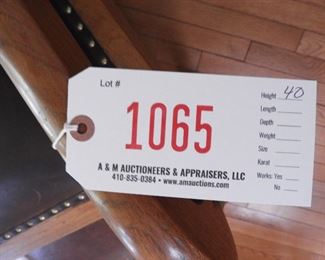 Lot #
1065
A & M AUCTIONEERS & APPRAISERS, LLC
410-835-0384 • www.amauctions.com
Height 40
Length
Depth
Weight
Size
Karat
Works: Yes
No